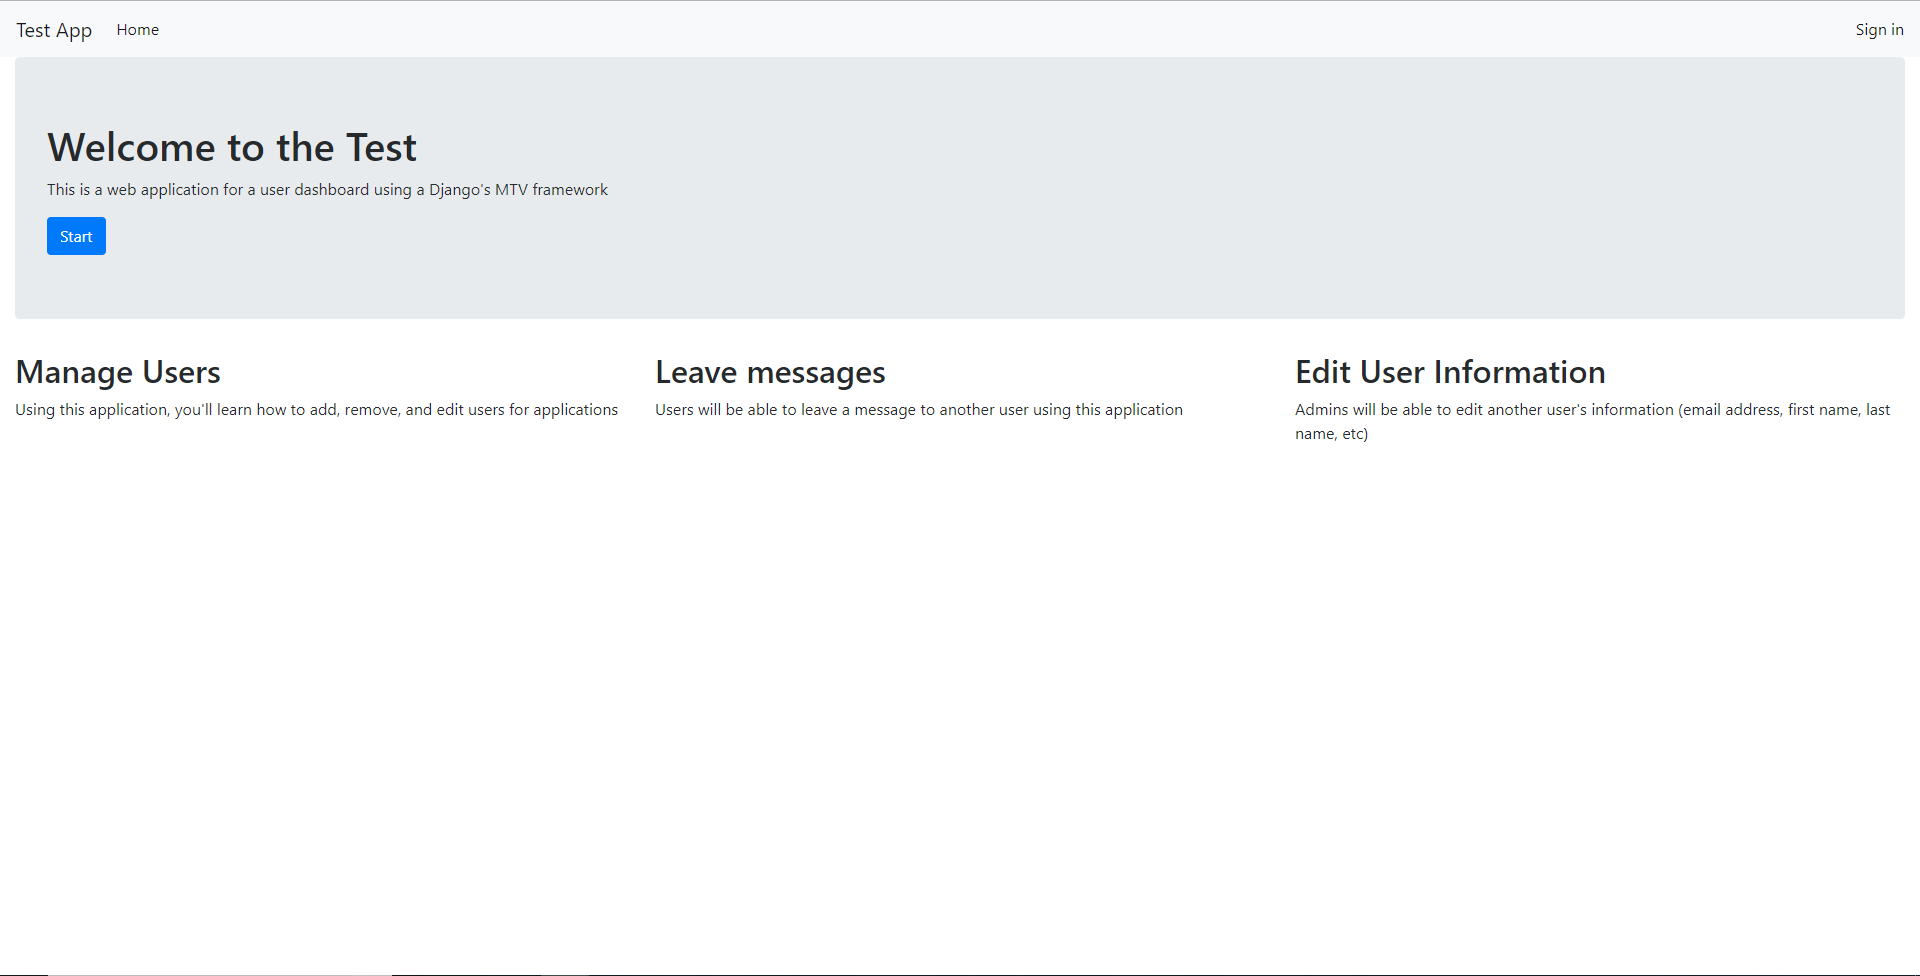 Test App Home Sign in
Welcome to the Test
This is a web application for a user dashboard using a Django's MTV framework
Start
Manage Users
Using this application, you'll learn how to add, remove, and edit users for applications
Leave messages
Users will be able to leave a message to another user using this application
Edit User Information
Admins will be able to edit another user's information (email address, first name, last
name, etc)